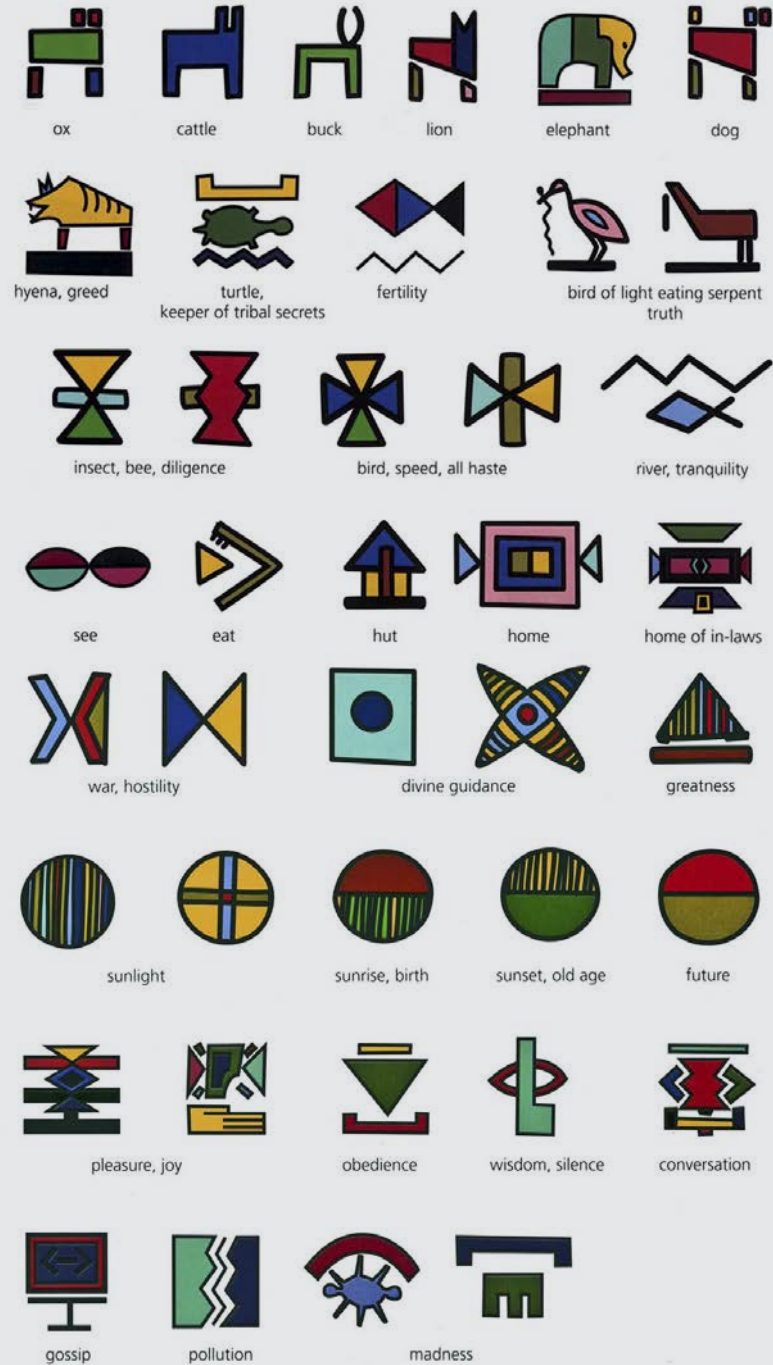 ox
cattle
buck
lion
elephant
dog
hyena, greed
turtle,
keeper of tribal secrets
fertility
bird of light eating serpent
truth
insect, bee, diligence
bird, speed, all haste
river, tranquility
see
eat
hut
home
home of in-laws
war, hostility
divine guidance
greatness
sunlight
sunrise, birth
sunset, old age
future
pleasure, joy
obedience
wisdom, silence
conversation
gossip
pollution
madness